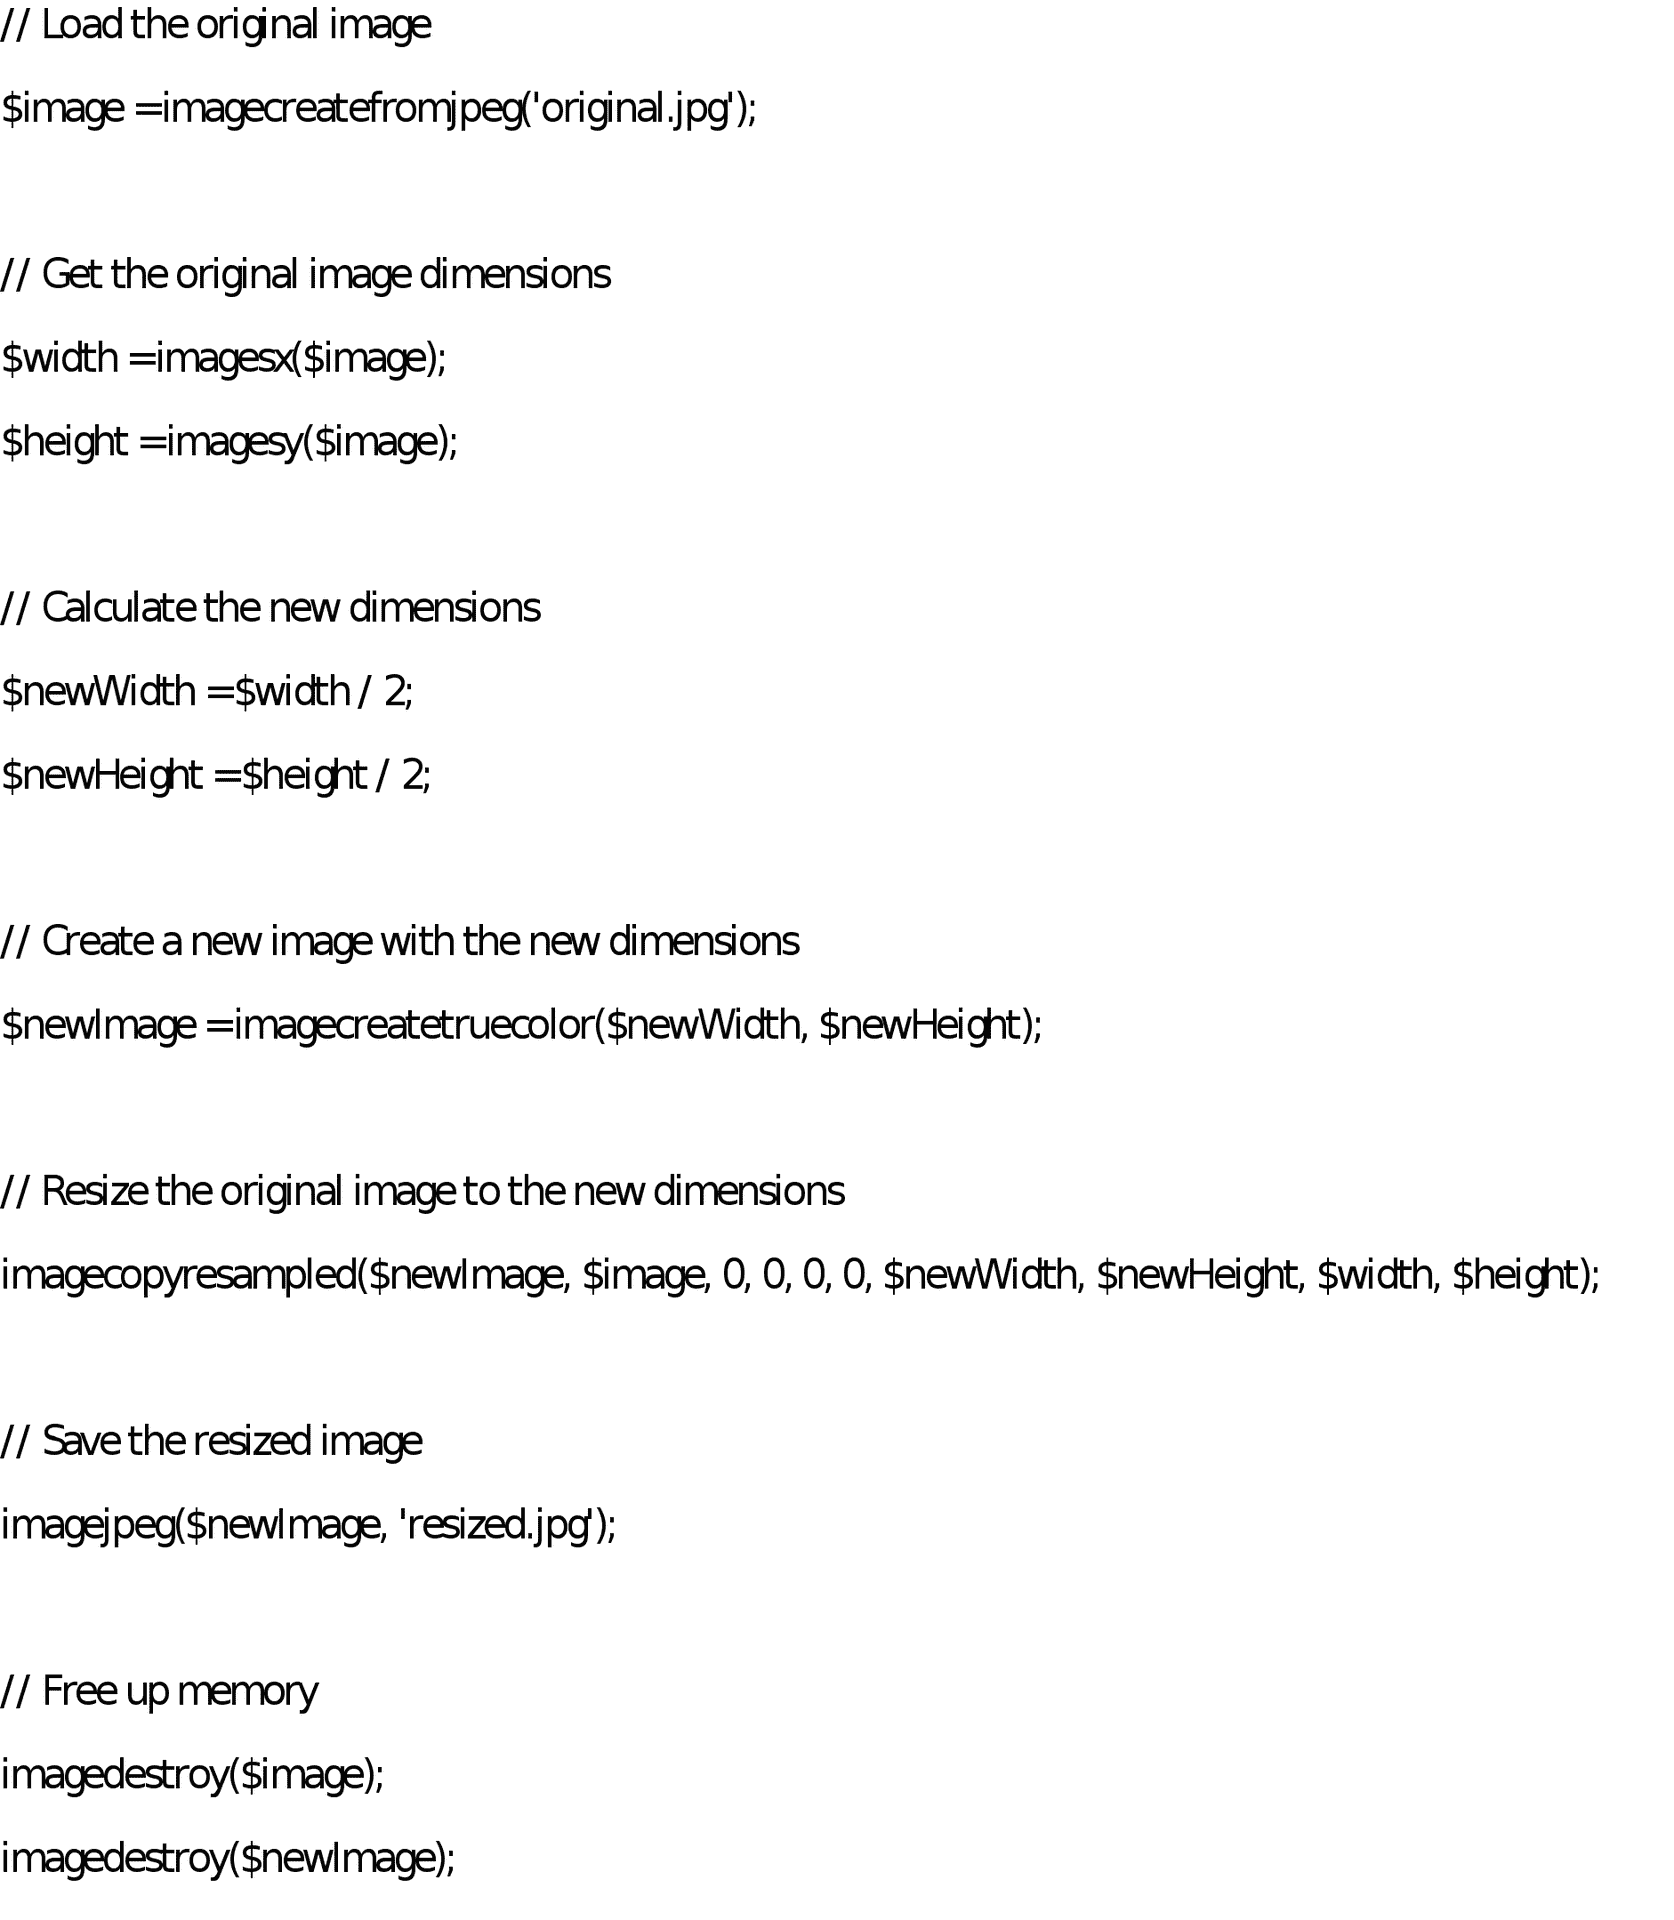 // Load the original image
$image = imagecreatefromjpeg('original.jpg');
// Get the original image dimensions
$width = imagesx($image);
$height = imagesy($image);
// Calculate the new dimensions
$newWidth = $width / 2;
$newHeight = $height / 2;
// Create a new image with the new dimensions
$newImage = imagecreatetruecolor($newWidth, $newHeight);
// Resize the original image to the new dimensions
imagecopyresampled($newImage, $image, 0, 0, 0, 0, $newWidth, $newHeight, $width, $height);
// Save the resized image
imagejpeg($newImage, 'resized.jpg');
// Free up memory
imagedestroy($image);
imagedestroy($newImage);